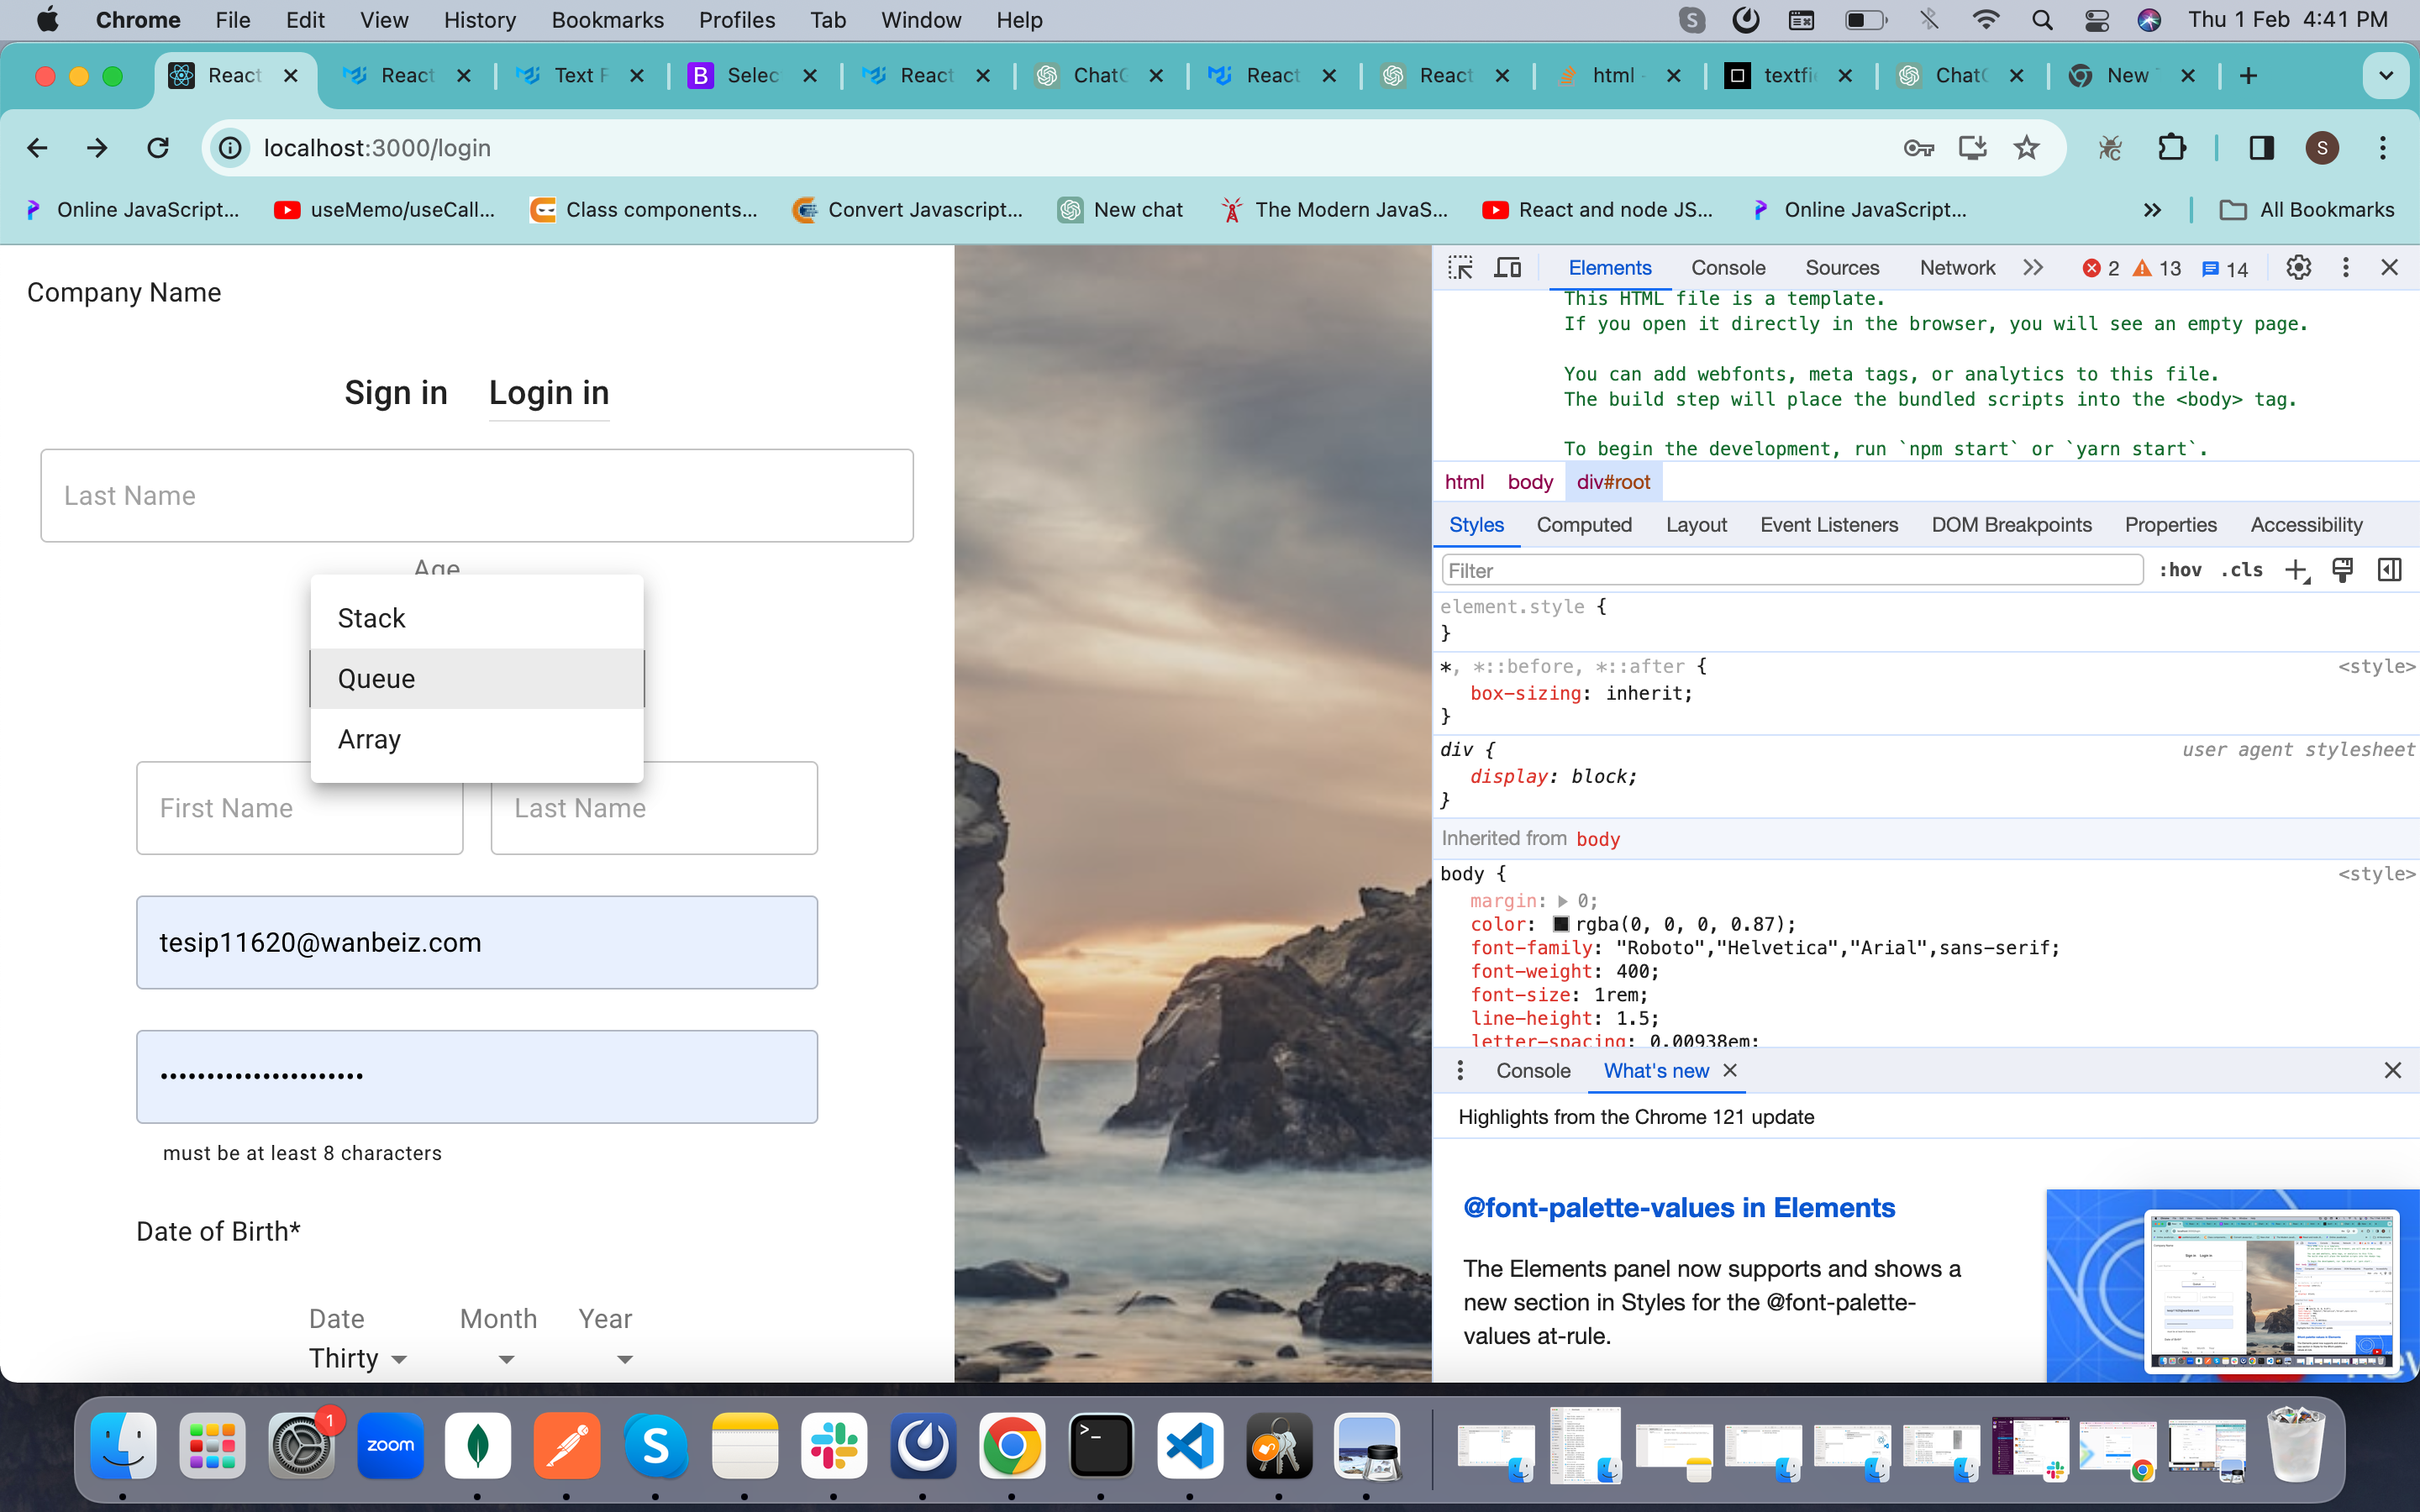 Chrome File Edit View History Bookmarks Profiles Tab Window Help
Thu 1 Feb 4:41 PM
React React Text F Selec React ChatG React React html - textfi ChatG New T
localhost:3000/login
S
Online JavaScript... useMemo/useCall... Class components... Convert Javascript... New chat The Modern JavaS... React and node JS... Online JavaScript... » All Bookmarks
Company Name
Sign in Login in
Last Name
Age
Stack
Queue
Array
First Name Last Name
tesip11620@wanbeiz.com
must be at least 8 characters
Date of Birth*
Date Month Year
Thirty
Elements Console Sources Network 2 13 14
This HTML file is a template.
If you open it directly in the browser, you will see an empty page.
You can add webfonts, meta tags, or analytics to this file.
The build step will place the bundled scripts into the <body> tag.
To begin the development, run `npm start` or `yarn start`.
html body div#root
Styles Computed Layout Event Listeners DOM Breakpoints Properties Accessibility
Filter :hov .cls
element.style {
}
*, *::before, *::after { <style>
box-sizing: inherit;
}
div { user agent stylesheet
display: block;
}
Inherited from body
body { <style>
margin: 0;
color: rgba(0, 0, 0, 0.87);
font-family: "Roboto","Helvetica","Arial",sans-serif;
font-weight: 400;
font-size: 1rem;
line-height: 1.5;
letter-spacing: 0.00938em;
Console What's new
Highlights from the Chrome 121 update
@font-palette-values in Elements
The Elements panel now supports and shows a
new section in Styles for the @font-palette-
values at-rule.
1
zoom